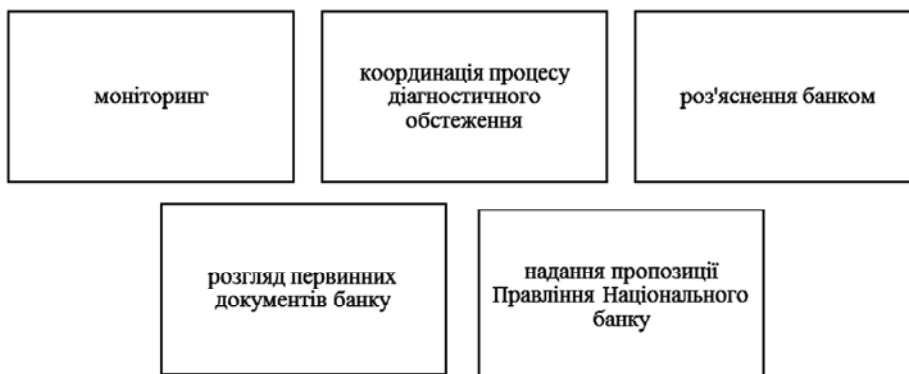 моніторинг
координація процесу
діагностичного
обстеження
роз'яснення банком
розгляд первинних
документів банку
надання пропозиції
Правління Національного
банку